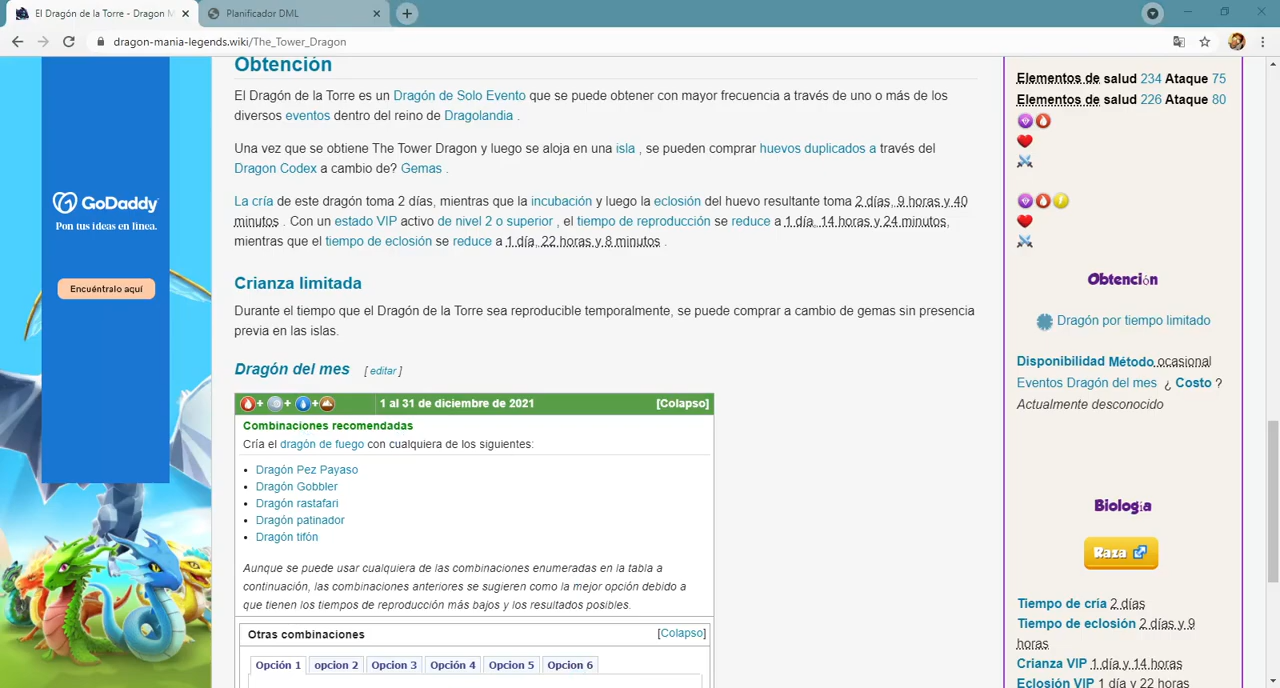 El Dragón de la Torre - Dragon M
Planificador DML
dragon-mania-legends.wiki/The_Tower_Dragon
GoDaddy
Pon tus ideas en línea.
Encuéntralo aquí
Obtención
El Dragón de la Torre es un Dragón de Solo Evento que se puede obtener con mayor frecuencia a través de uno o más de los
diversos eventos dentro del reino de Dragolandia .
Una vez que se obtiene The Tower Dragon y luego se aloja en una isla , se pueden comprar huevos duplicados a través del
Dragon Codex a cambio de? Gemas .
La cría de este dragón toma 2 días, mientras que la incubación y luego la eclosión del huevo resultante toma 2 días, 9 horas y 40
minutos . Con un estado VIP activo de nivel 2 o superior , el tiempo de reproducción se reduce a 1 día, 14 horas y 24 minutos,
mientras que el tiempo de eclosión se reduce a 1 día, 22 horas y 8 minutos .
Crianza limitada
Durante el tiempo que el Dragón de la Torre sea reproducible temporalmente, se puede comprar a cambio de gemas sin presencia
previa en las islas.
Dragón del mes [ editar ]
+ + + 1 al 31 de diciembre de 2021 [Colapso]
Combinaciones recomendadas
Cría el dragón de fuego con cualquiera de los siguientes:
• Dragón Pez Payaso
• Dragón Gobbler
• Dragón rastafari
• Dragón patinador
• Dragón tifón
Aunque se puede usar cualquiera de las combinaciones enumeradas en la tabla a
continuación, las combinaciones anteriores se sugieren como la mejor opción debido a
que tienen los tiempos de reproducción más bajos y los resultados posibles.
Otras combinaciones [Colapso]
Opción 1 opcion 2 Opcion 3 Opción 4 Opcion 5 Opcion 6
Elementos de salud 234 Ataque 75
Elementos de salud 226 Ataque 80
Obtención
Dragón por tiempo limitado
Disponibilidad Método ocasional
Eventos Dragón del mes ¿ Costo ?
Actualmente desconocido
Biología
Raza
Tiempo de cría 2 días
Tiempo de eclosión 2 días y 9
horas
Crianza VIP 1 día y 14 horas
Eclosión VIP 1 día y 22 horas